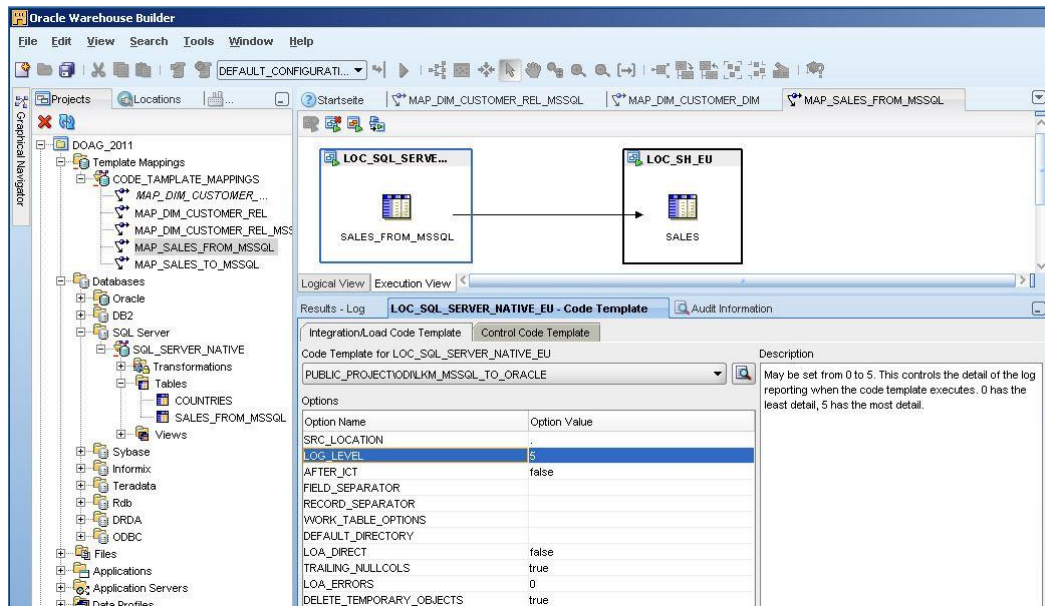 Oracle Warehouse Builder
File Edit View Search Tools Window Help
DEFAULT_CONFIGURATI...
Projects Locations ...
Graphical Navigator
DOAG_2011
Template Mappings
CODE_TAMPLATE_MAPPINGS
MAP_DIM_CUSTOMER_...
MAP_DIM_CUSTOMER_REL
MAP_DIM_CUSTOMER_REL_MSS
MAP_SALES_FROM_MSSQL
MAP_SALES_TO_MSSQL
Databases
Oracle
DB2
SQL Server
SQL_SERVER_NATIVE
Transformations
Tables
COUNTRIES
SALES_FROM_MSSQL
Views
Sybase
Informix
Teradata
Rdb
DRDA
ODBC
Files
Applications
Application Servers
Data Profiles
Startseite MAP_DIM_CUSTOMER_REL_MSSQL MAP_DIM_CUSTOMER_DIM MAP_SALES_FROM_MSSQL
LOC_SQL_SERVE... LOC_SH_EU
SALES_FROM_MSSQL SALES
Logical View Execution View
Results - Log LOC_SQL_SERVER_NATIVE_EU - Code Template Audit Information
Integration/Load Code Template Control Code Template
Code Template for LOC_SQL_SERVER_NATIVE_EU
PUBLIC_PROJECT\ODI\LKM_MSSQL_TO_ORACLE
Options
Option Name Option Value
SRC_LOCATION .
LOG_LEVEL 5
AFTER_ICT false
FIELD_SEPARATOR
RECORD_SEPARATOR
WORK_TABLE_OPTIONS
DEFAULT_DIRECTORY
LOA_DIRECT false
TRAILING_NULLCOLS true
LOA_ERRORS 0
DELETE_TEMPORARY_OBJECTS true
Description
May be set from 0 to 5. This controls the detail of the log
reporting when the code template executes. 0 has the
least detail, 5 has the most detail.